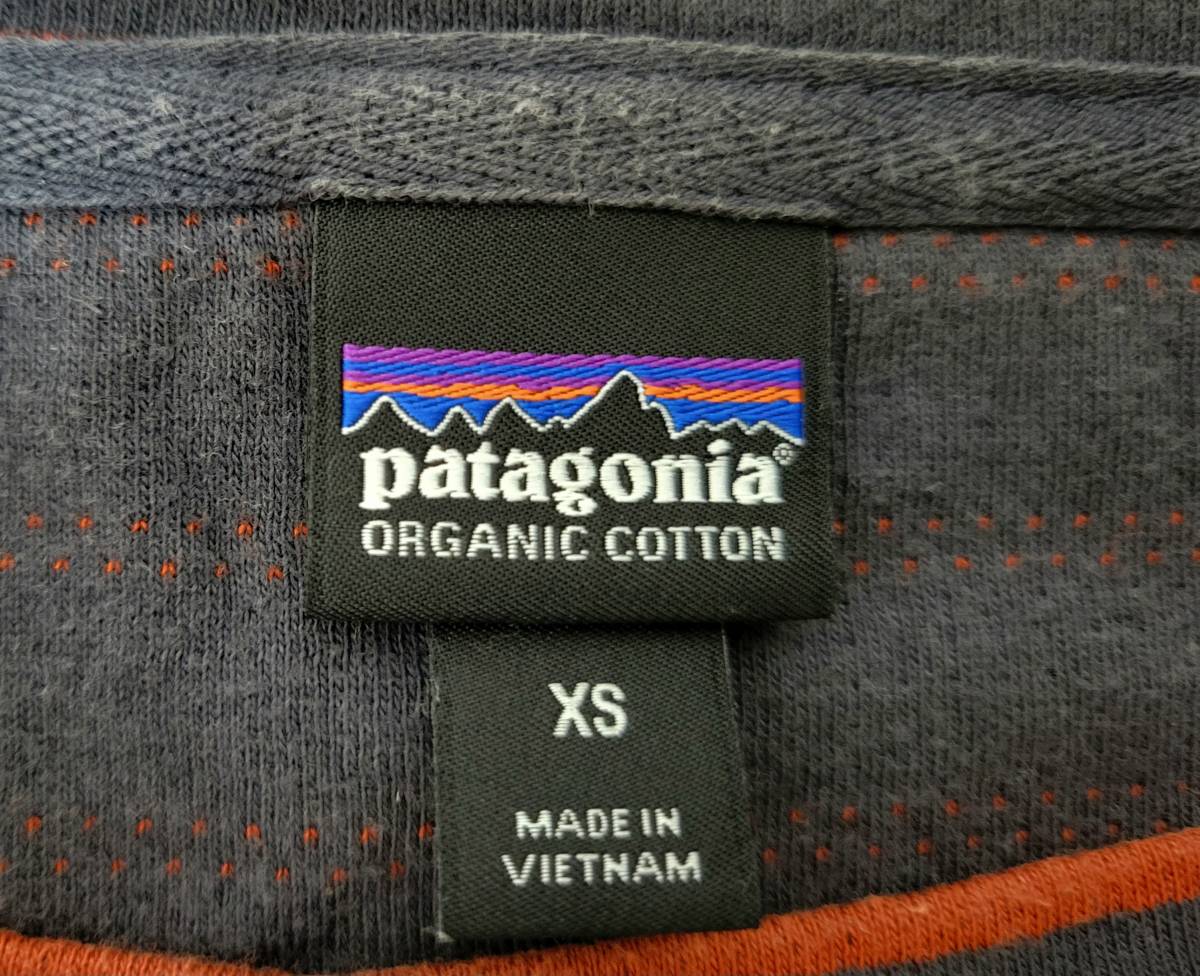 patagonia®
ORGANIC COTTON
XS
MADE IN
VIETNAM